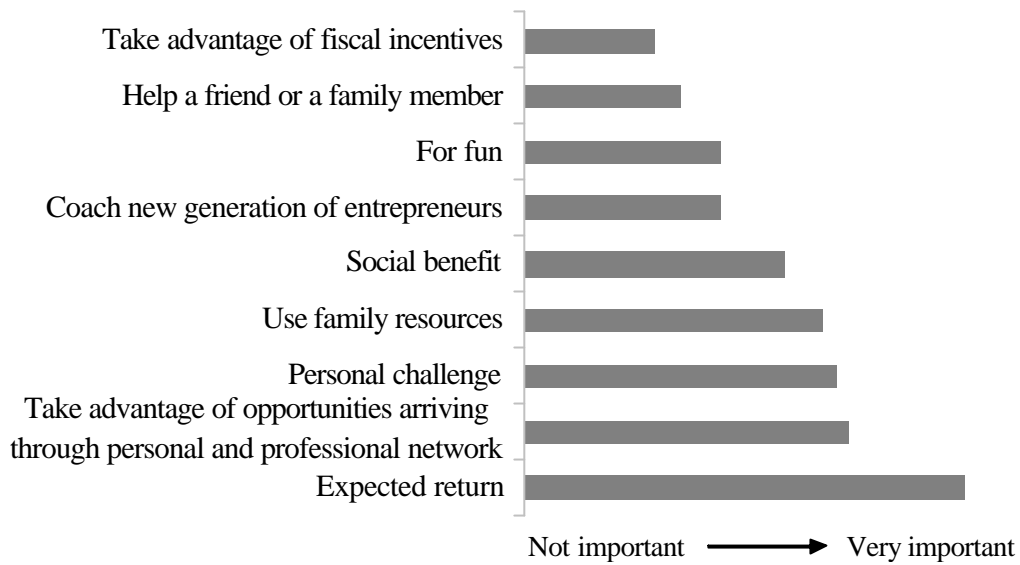 Take advantage of fiscal incentives
Help a friend or a family member
For fun
Coach new generation of entrepreneurs
Social benefit
Use family resources
Personal challenge
Take advantage of opportunities arriving
through personal and professional network
Expected return
Not important Very important